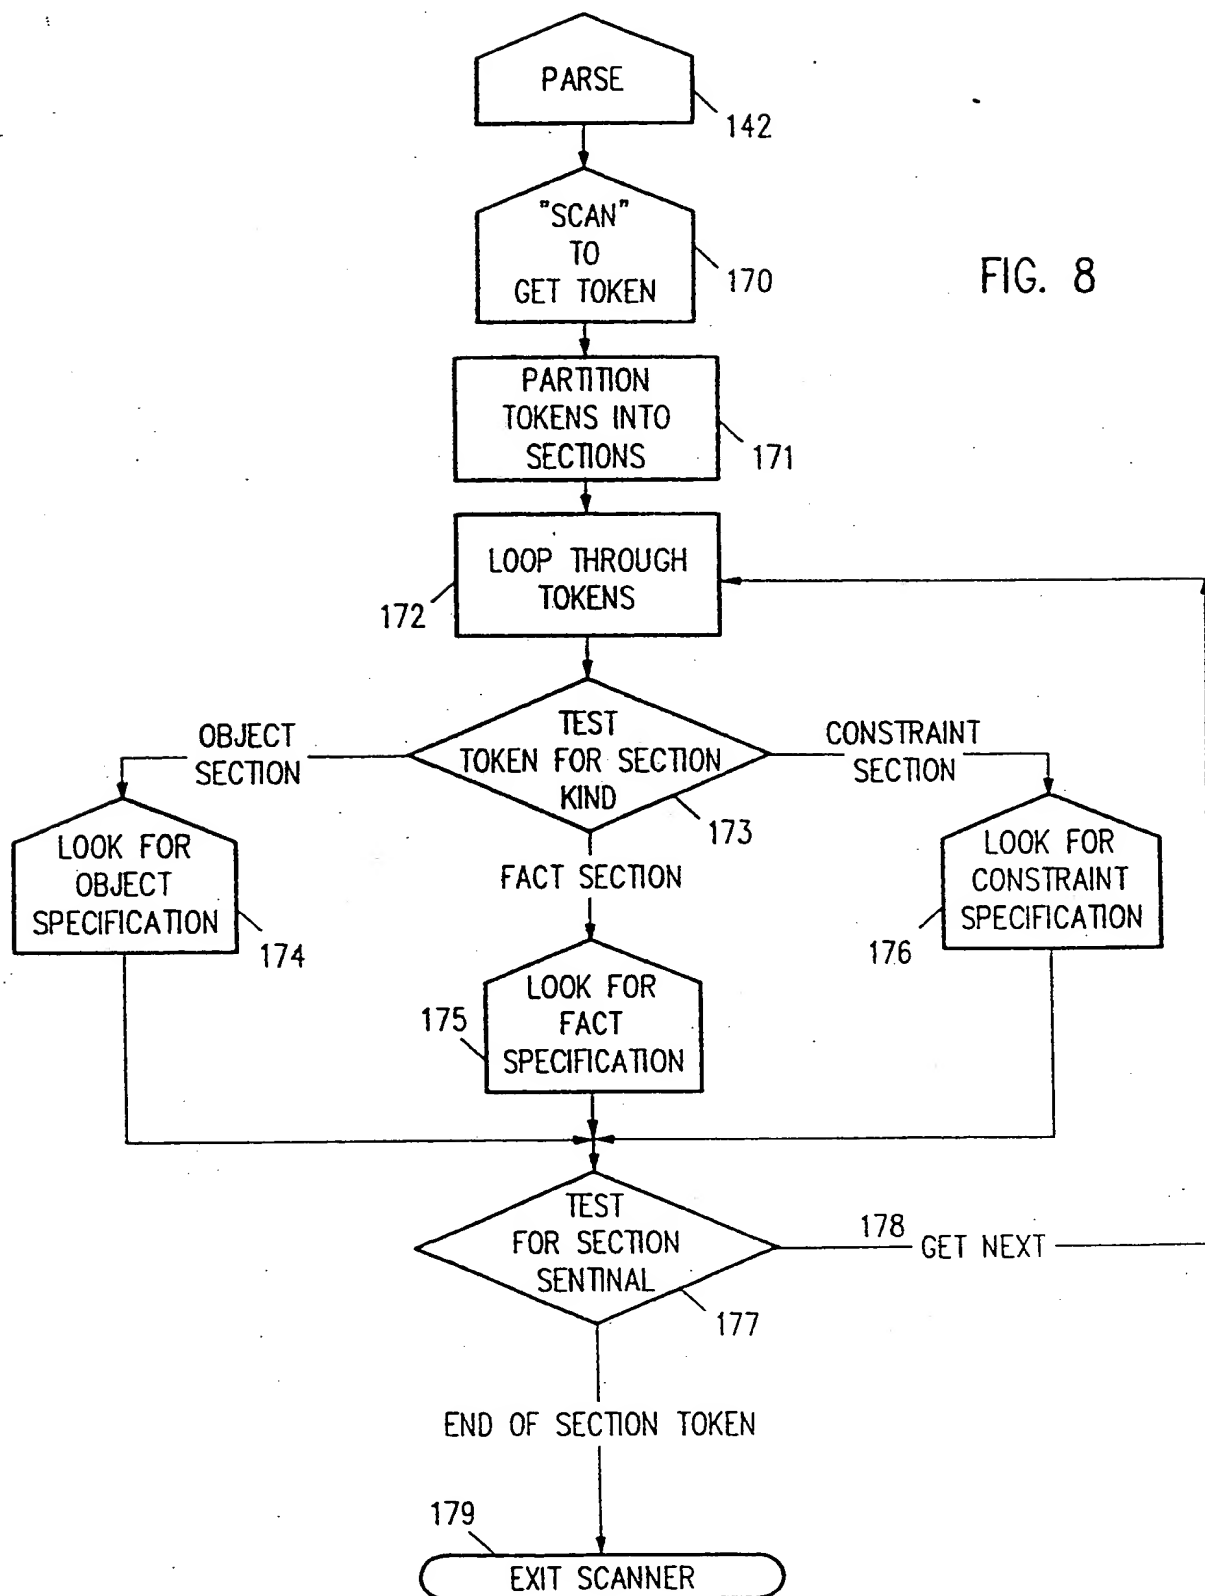 PARSE
142
"SCAN"
TO
GET TOKEN
170
FIG. 8
PARTITION
TOKENS INTO
SECTIONS
171
LOOP THROUGH
TOKENS
172
TEST
TOKEN FOR SECTION
KIND
173
OBJECT
SECTION
CONSTRAINT
SECTION
FACT SECTION
LOOK FOR
OBJECT
SPECIFICATION
174
LOOK FOR
FACT
SPECIFICATION
175
LOOK FOR
CONSTRAINT
SPECIFICATION
176
TEST
FOR SECTION
SENTINAL
177
178
GET NEXT
END OF SECTION TOKEN
179
EXIT SCANNER